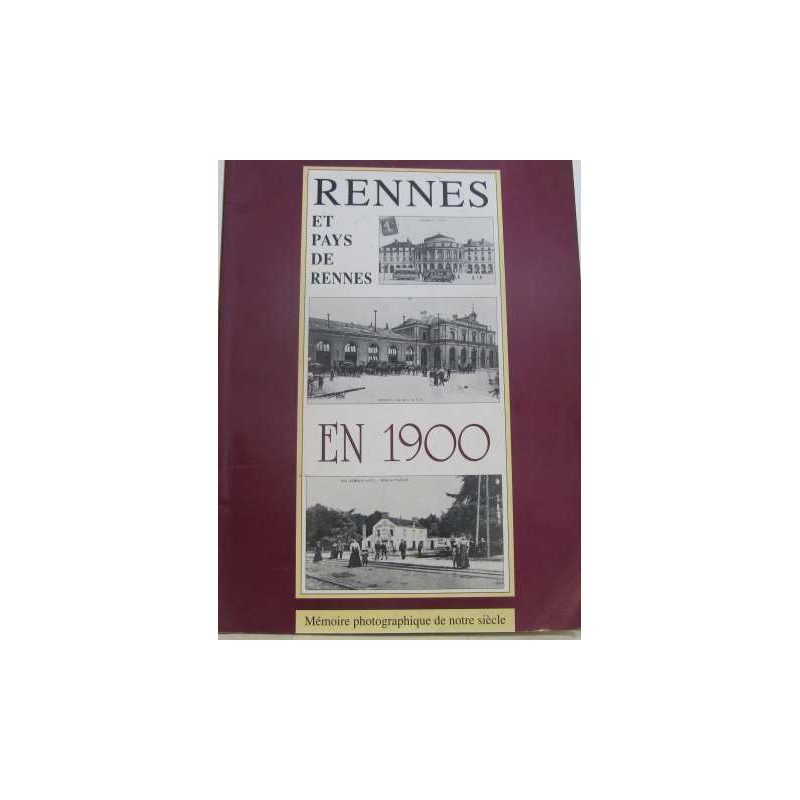 RENNES
ET
PAYS
DE
RENNES
EN 1900
Mémoire photographique de notre siècle